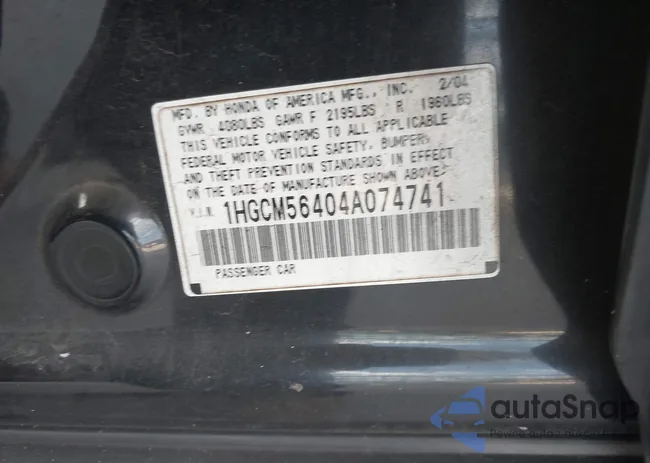 MFD. BY HONDA OF AMERICA MFG., INC. 2/04
GVWR 4080LBS GAWR F 2195LBS R 1960LBS
THIS VEHICLE CONFORMS TO ALL APPLICABLE
FEDERAL MOTOR VEHICLE SAFETY, BUMPER,
AND THEFT PREVENTION STANDARDS IN EFFECT
ON THE DATE OF MANUFACTURE SHOWN ABOVE.
V.I.N. 1HGCM56404A074741
PASSENGER CAR
autoSnap